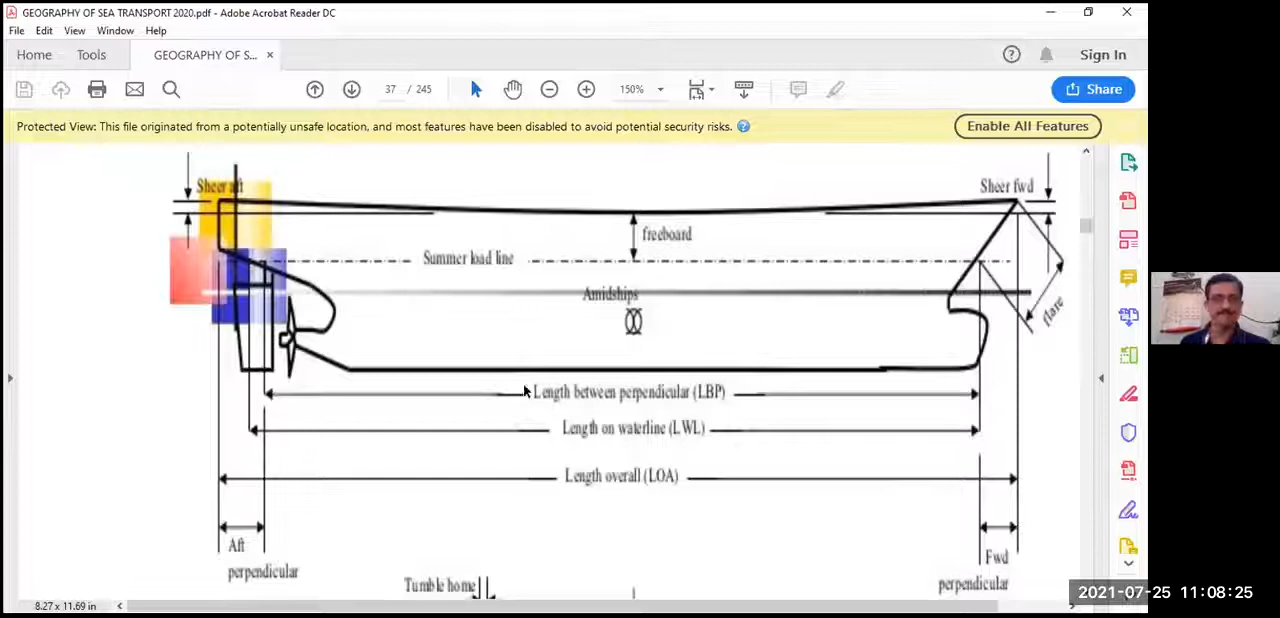 GEOGRAPHY OF SEA TRANSPORT 2020.pdf - Adobe Acrobat Reader DC
File Edit View Window Help
Home Tools GEOGRAPHY OF S... × Sign In
37 / 245 150% Share
Protected View: This file originated from a potentially unsafe location, and most features have been disabled to avoid potential security risks. Enable All Features
Sheer aft Sheer fwd
freeboard
Summer load line
Amidships
flare
Length between perpendicular (LBP)
Length on waterline (LWL)
Length overall (LOA)
Aft
perpendicular
Fwd
perpendicular
Tumble home
8.27 x 11.69 in
2021-07-25 11:08:25